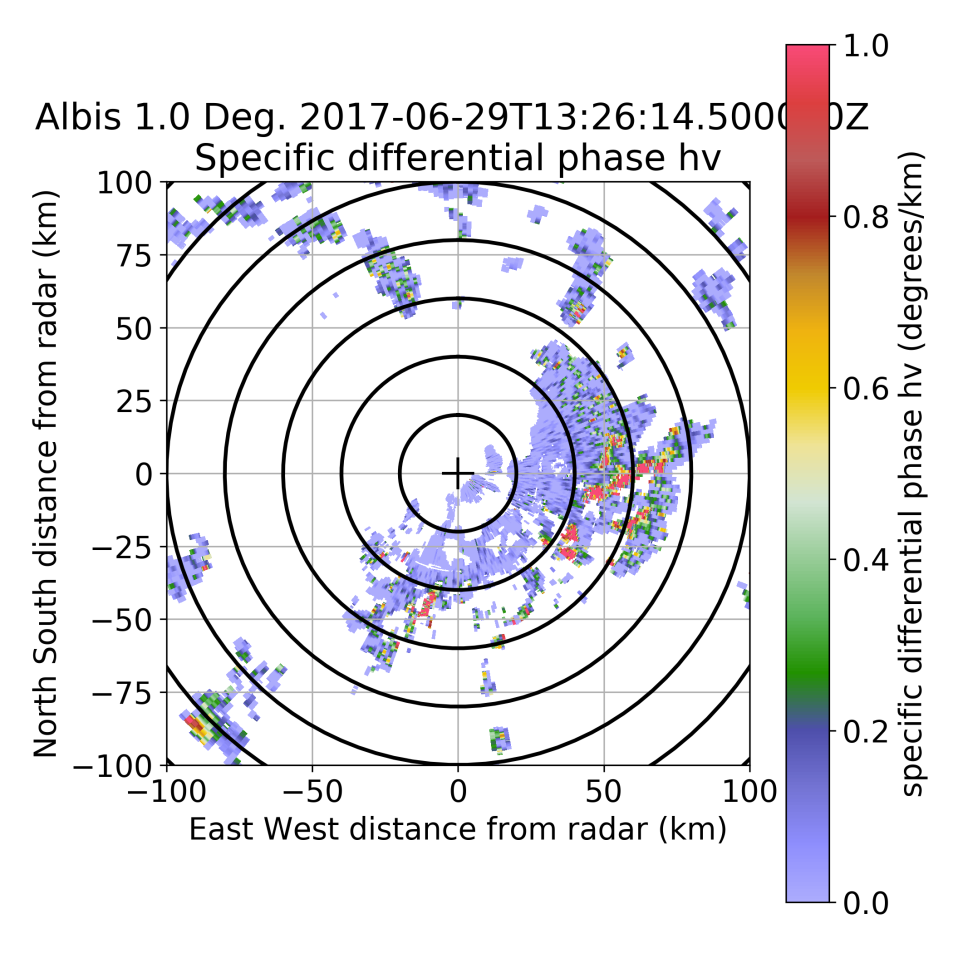 Albis 1.0 Deg. 2017-06-29T13:26:14.500000Z
Specific differential phase hv
North South distance from radar (km)
100
75
50
25
0
−25
−50
−75
−100
−100 −50 0 50 100
East West distance from radar (km)
1.0
0.8
0.6
0.4
0.2
0.0
specific differential phase hv (degrees/km)